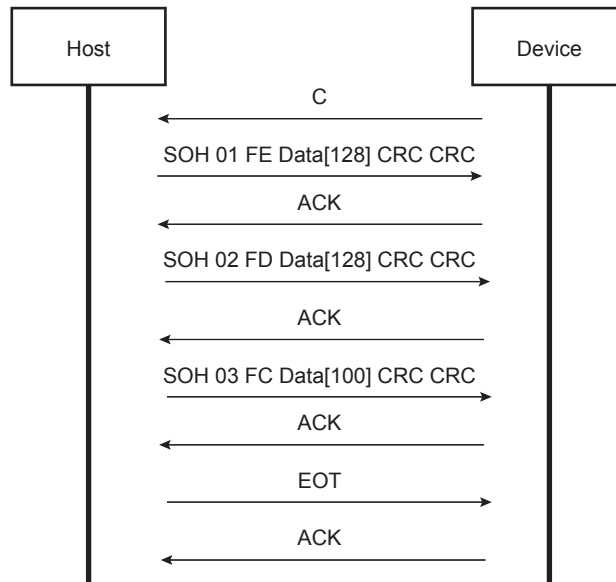 Host
Device
C
SOH 01 FE Data[128] CRC CRC
ACK
SOH 02 FD Data[128] CRC CRC
ACK
SOH 03 FC Data[100] CRC CRC
ACK
EOT
ACK